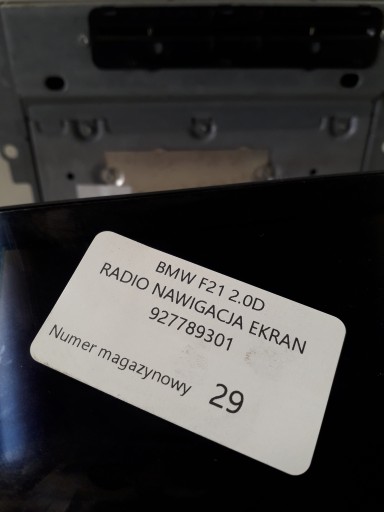 BMW F21 2.0D
RADIO NAWIGACJA EKRAN
927789301
Numer magazynowy 29